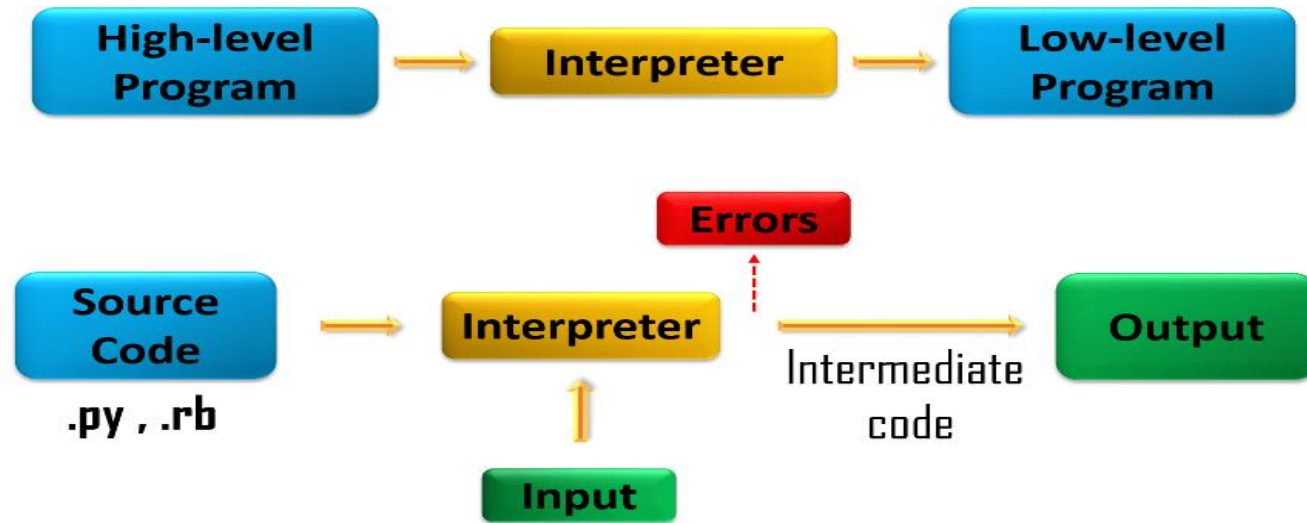 High-level
Program
Interpreter
Low-level
Program
Errors
Source
Code
Interpreter
Output
Intermediate
code
.py , .rb
Input